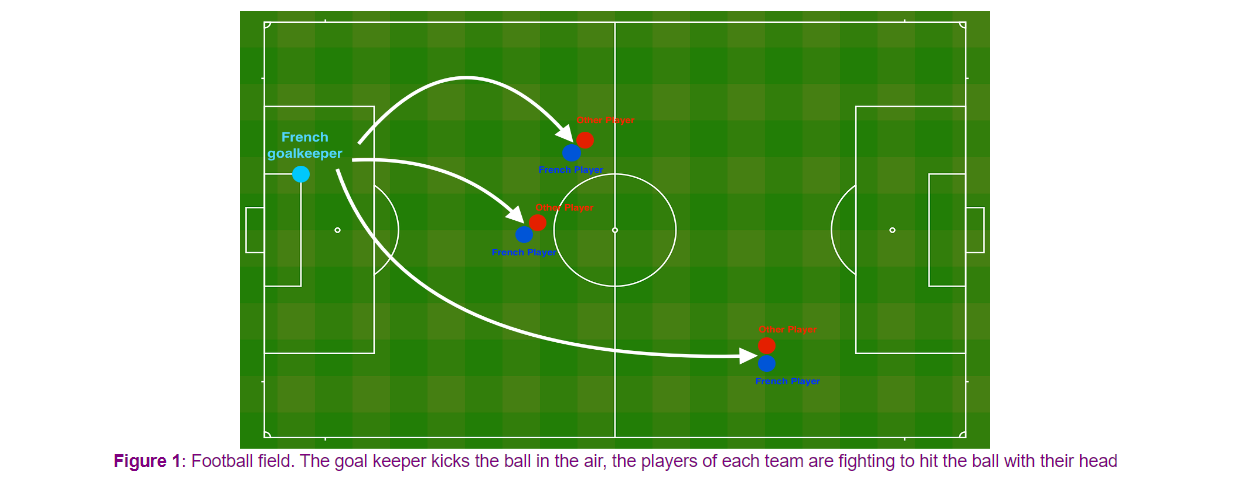 French
goalkeeper
Other Player
French Player
Other Player
French Player
Other Player
French Player
Figure 1: Football field. The goal keeper kicks the ball in the air, the players of each team are fighting to hit the ball with their head